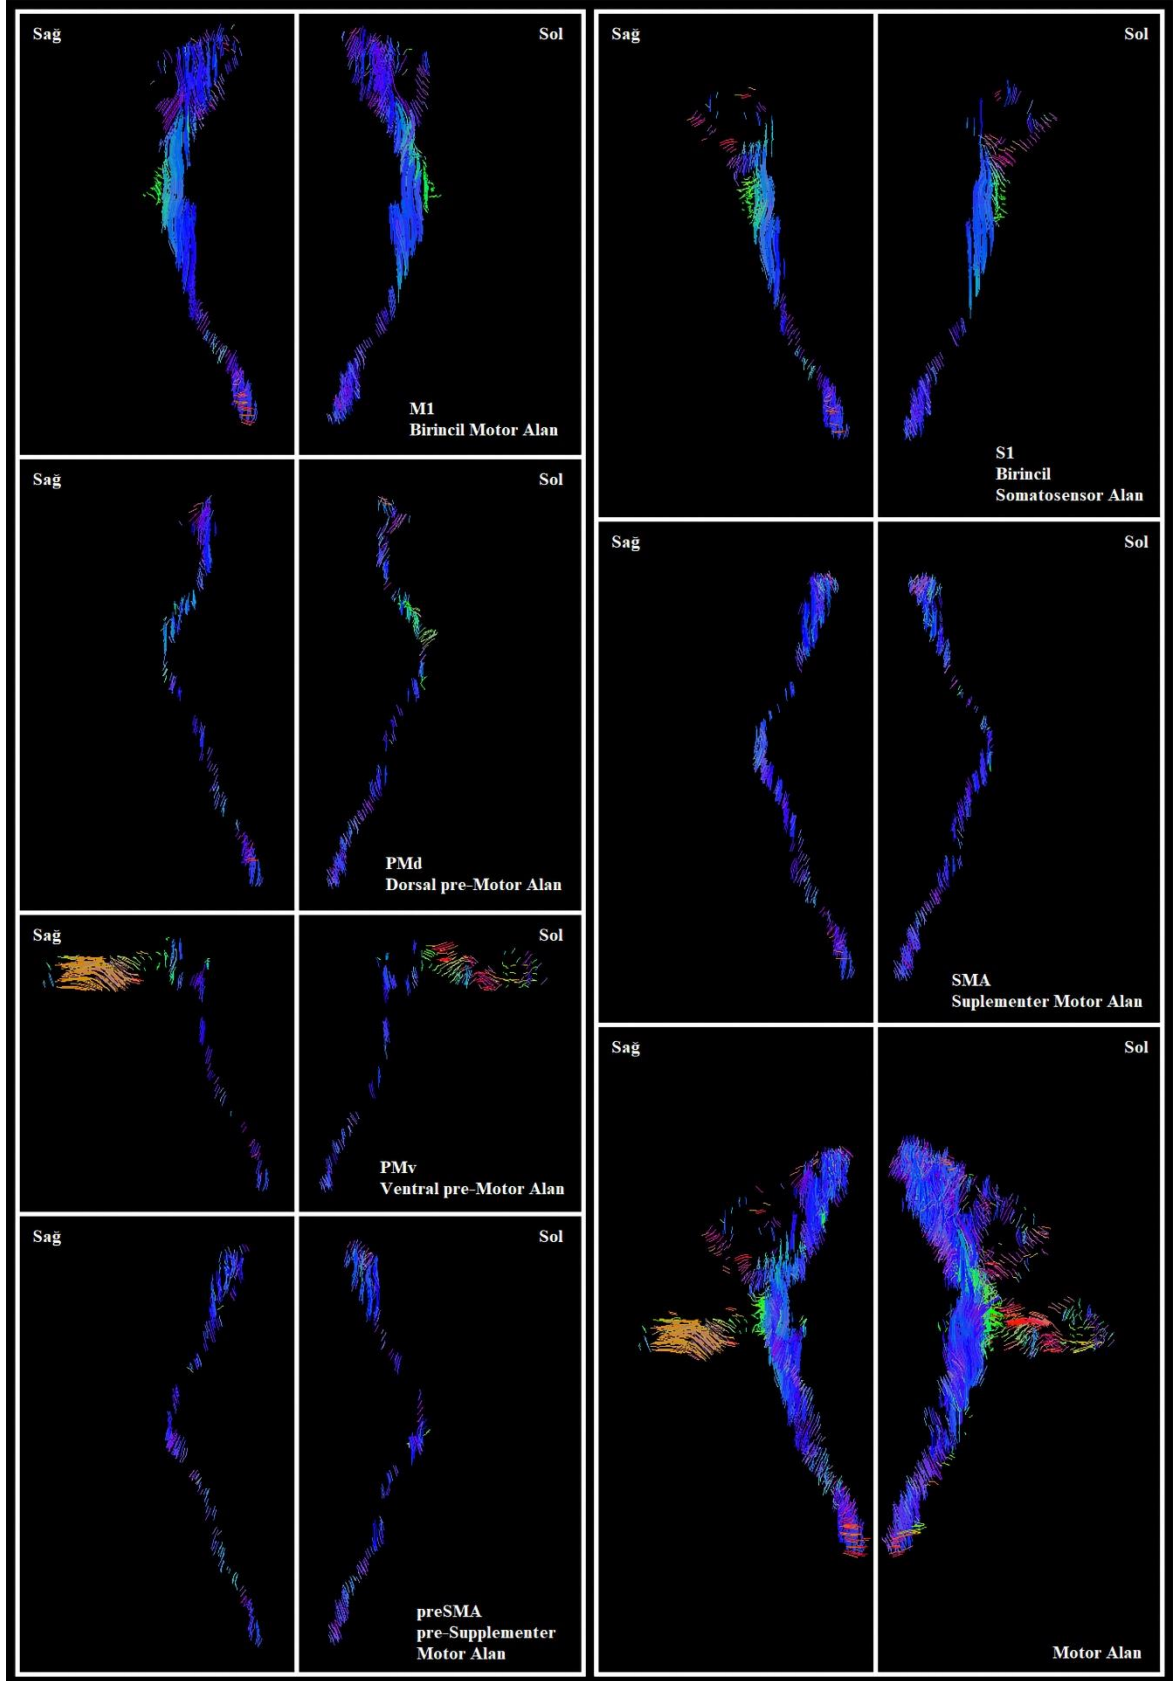 Sağ
Sol
M1
Birincil Motor Alan
Sağ
Sol
PMd
Dorsal pre-Motor Alan
Sağ
Sol
PMv
Ventral pre-Motor Alan
Sağ
Sol
preSMA
pre-Supplementer
Motor Alan
Sağ
Sol
S1
Birincil
Somatosensor Alan
Sağ
Sol
SMA
Suplementer Motor Alan
Sağ
Sol
Motor Alan